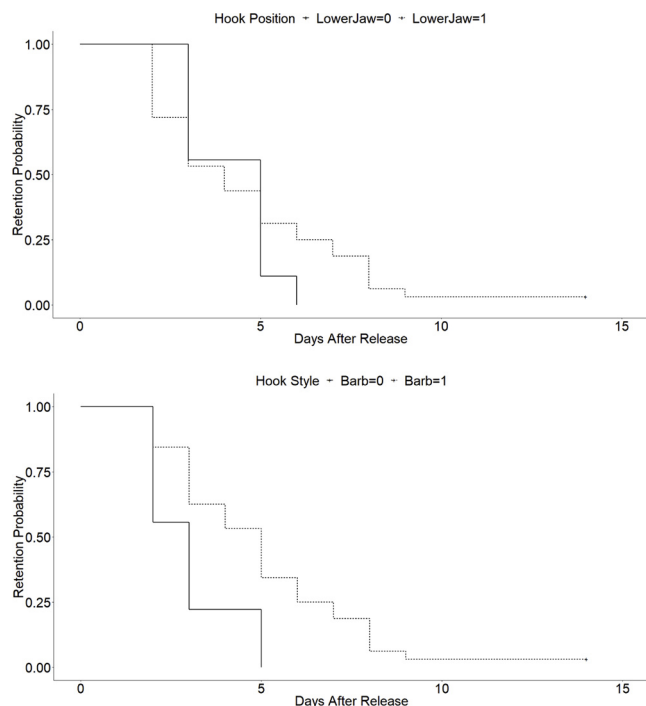 Hook Position LowerJaw=0 LowerJaw=1
1.00
0.75
0.50
0.25
0.00
Retention Probability
0 5 10 15
Days After Release
Hook Style Barb=0 Barb=1
1.00
0.75
0.50
0.25
0.00
Retention Probability
0 5 10 15
Days After Release